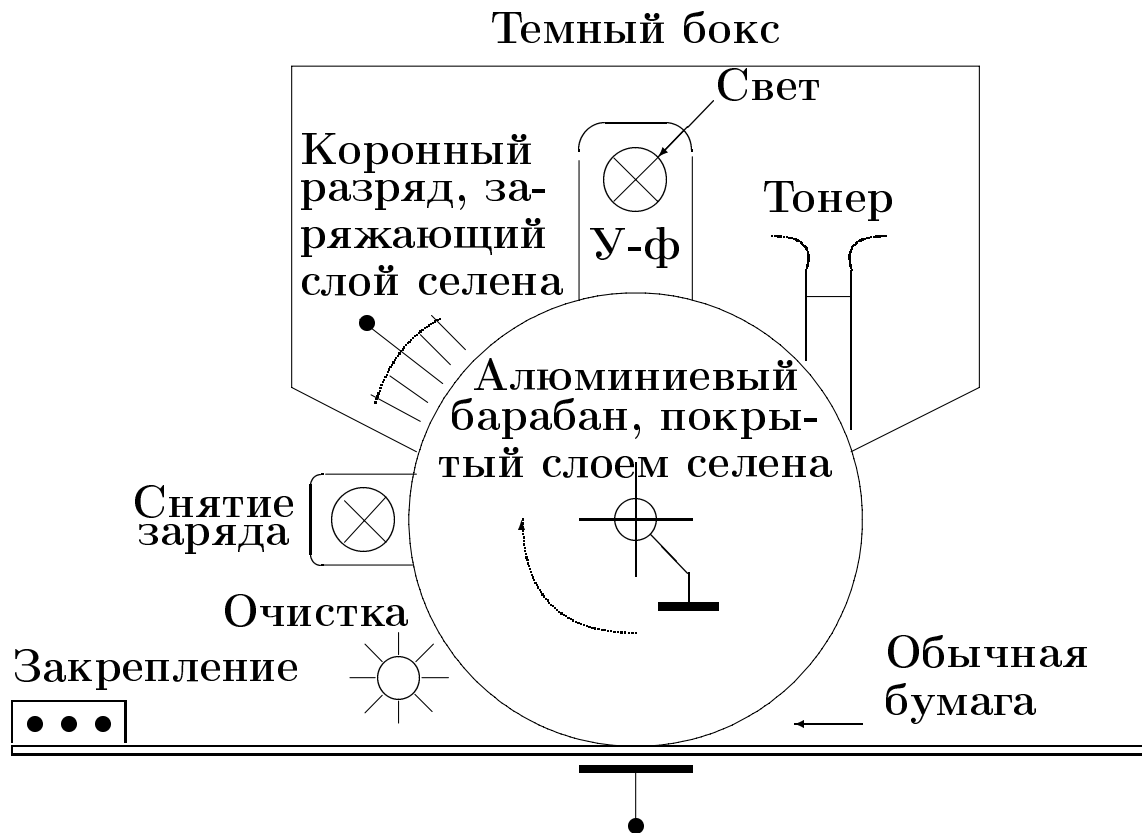 Темный бокс
Свет
Коронный
разряд, за-
ряжающий
слой селена
У-ф
Тонер
Алюминиевый
барабан, покры-
тый слоем селена
Снятие
заряда
Очистка
Закрепление
Обычная
бумага